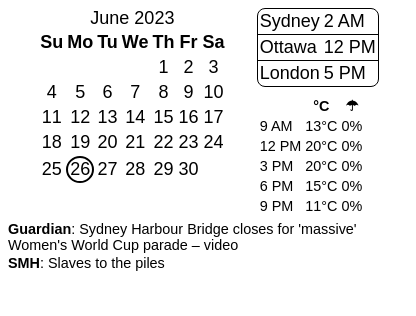 June 2023
Su Mo Tu We Th Fr Sa
1 2 3
4 5 6 7 8 9 10
11 12 13 14 15 16 17
18 19 20 21 22 23 24
25 26 27 28 29 30
Sydney 2 AM
Ottawa 12 PM
London 5 PM
°C ☂
9 AM 13°C 0%
12 PM 20°C 0%
3 PM 20°C 0%
6 PM 15°C 0%
9 PM 11°C 0%
Guardian: Sydney Harbour Bridge closes for 'massive'
Women's World Cup parade – video
SMH: Slaves to the piles